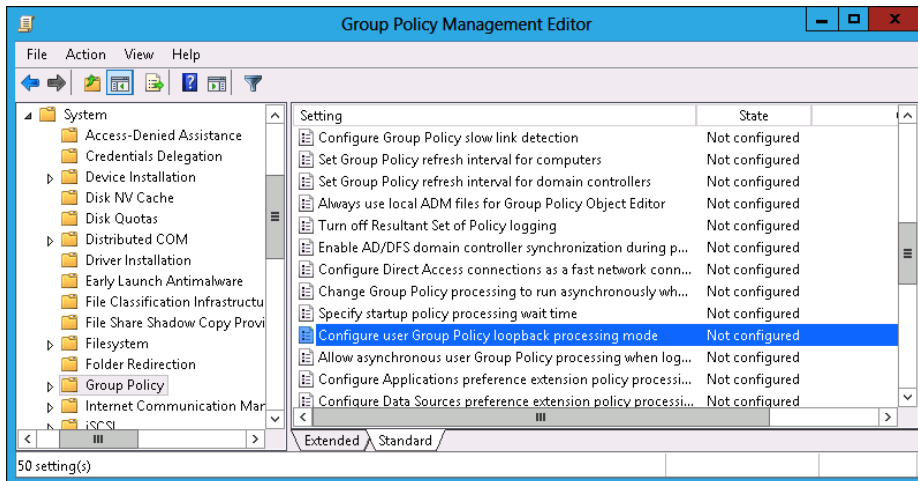 Group Policy Management Editor
File Action View Help
System
Access-Denied Assistance
Credentials Delegation
Device Installation
Disk NV Cache
Disk Quotas
Distributed COM
Driver Installation
Early Launch Antimalware
File Classification Infrastructu
File Share Shadow Copy Provi
Filesystem
Folder Redirection
Group Policy
Internet Communication Mar
iSCSI
Setting State
Configure Group Policy slow link detection Not configured
Set Group Policy refresh interval for computers Not configured
Set Group Policy refresh interval for domain controllers Not configured
Always use local ADM files for Group Policy Object Editor Not configured
Turn off Resultant Set of Policy logging Not configured
Enable AD/DFS domain controller synchronization during p... Not configured
Configure Direct Access connections as a fast network conn... Not configured
Change Group Policy processing to run asynchronously wh... Not configured
Specify startup policy processing wait time Not configured
Configure user Group Policy loopback processing mode Not configured
Allow asynchronous user Group Policy processing when log... Not configured
Configure Applications preference extension policy processi... Not configured
Configure Data Sources preference extension policy processi... Not configured
Extended Standard
50 setting(s)